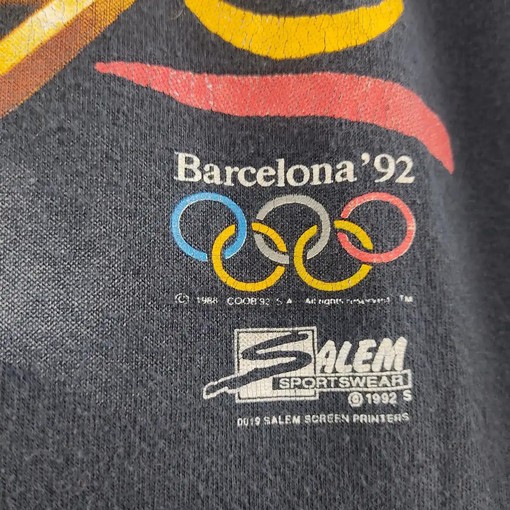 Barcelona '92
(C) 1988 COOB'92 S A All rights reserved TM
SALEM
SPORTSWEAR
© 1992 S
0019 SALEM SCREEN PRINTERS